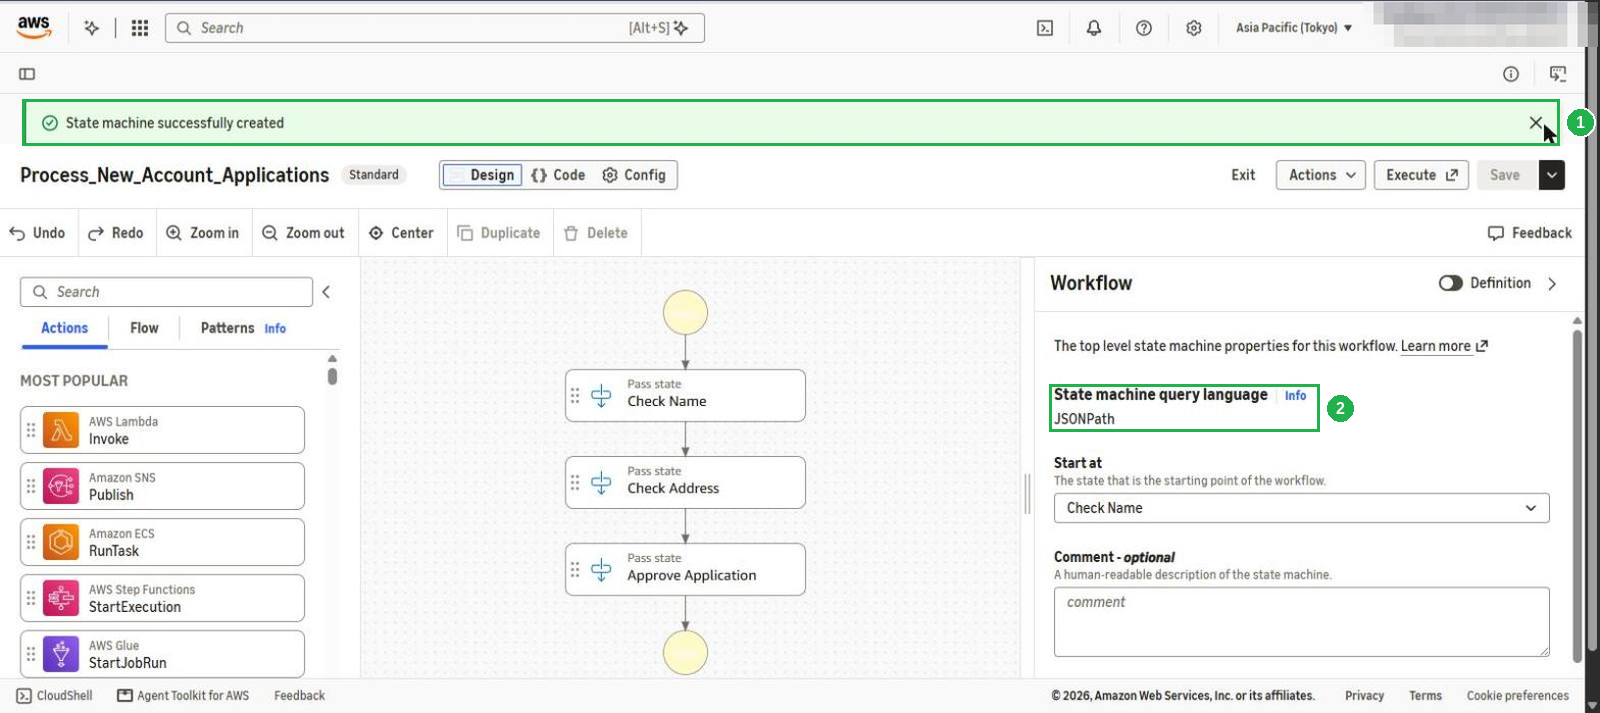 aws
Search
[Alt+S]
Asia Pacific (Tokyo)
State machine successfully created
1
Process_New_Account_Applications
Standard
Design
{} Code
Config
Exit
Actions
Execute
Save
Undo
Redo
Zoom in
Zoom out
Center
Duplicate
Delete
Feedback
Search
Actions
Flow
Patterns Info
MOST POPULAR
AWS Lambda
Invoke
Amazon SNS
Publish
Amazon ECS
RunTask
AWS Step Functions
StartExecution
AWS Glue
StartJobRun
Pass state
Check Name
Pass state
Check Address
Pass state
Approve Application
Workflow
Definition
The top level state machine properties for this workflow. Learn more
State machine query language Info
JSONPath
2
Start at
The state that is the starting point of the workflow.
Check Name
Comment - optional
A human-readable description of the state machine.
comment
CloudShell
Agent Toolkit for AWS
Feedback
© 2026, Amazon Web Services, Inc. or its affiliates.
Privacy
Terms
Cookie preferences